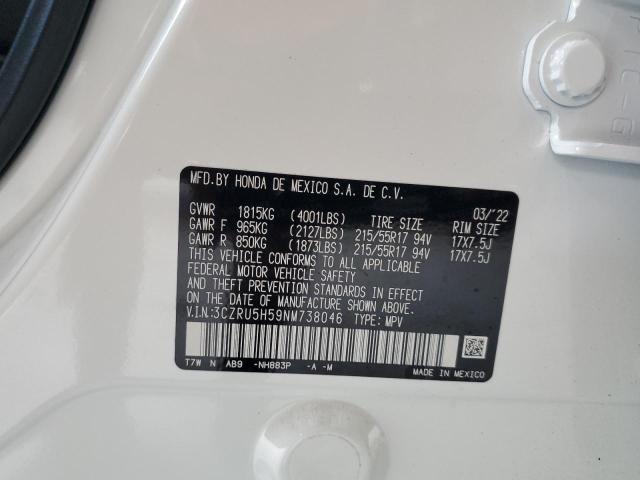 MFD.BY HONDA DE MEXICO S.A. DE C.V.
03/'22
GVWR 1815KG (4001LBS) TIRE SIZE RIM SIZE
GAWR F 965KG (2127LBS) 215/55R17 94V 17X7.5J
GAWR R 850KG (1873LBS) 215/55R17 94V 17X7.5J
THIS VEHICLE CONFORMS TO ALL APPLICABLE
FEDERAL MOTOR VEHICLE SAFETY
AND THEFT PREVENTION STANDARDS IN
EFFECT ON THE DATE OF MANUFACTURE SHOWN ABOVE.
V.I.N:3CZRU5H59NM738046 TYPE:MPV
T7W N AB9 -NH883P -A -M MADE IN MEXICO